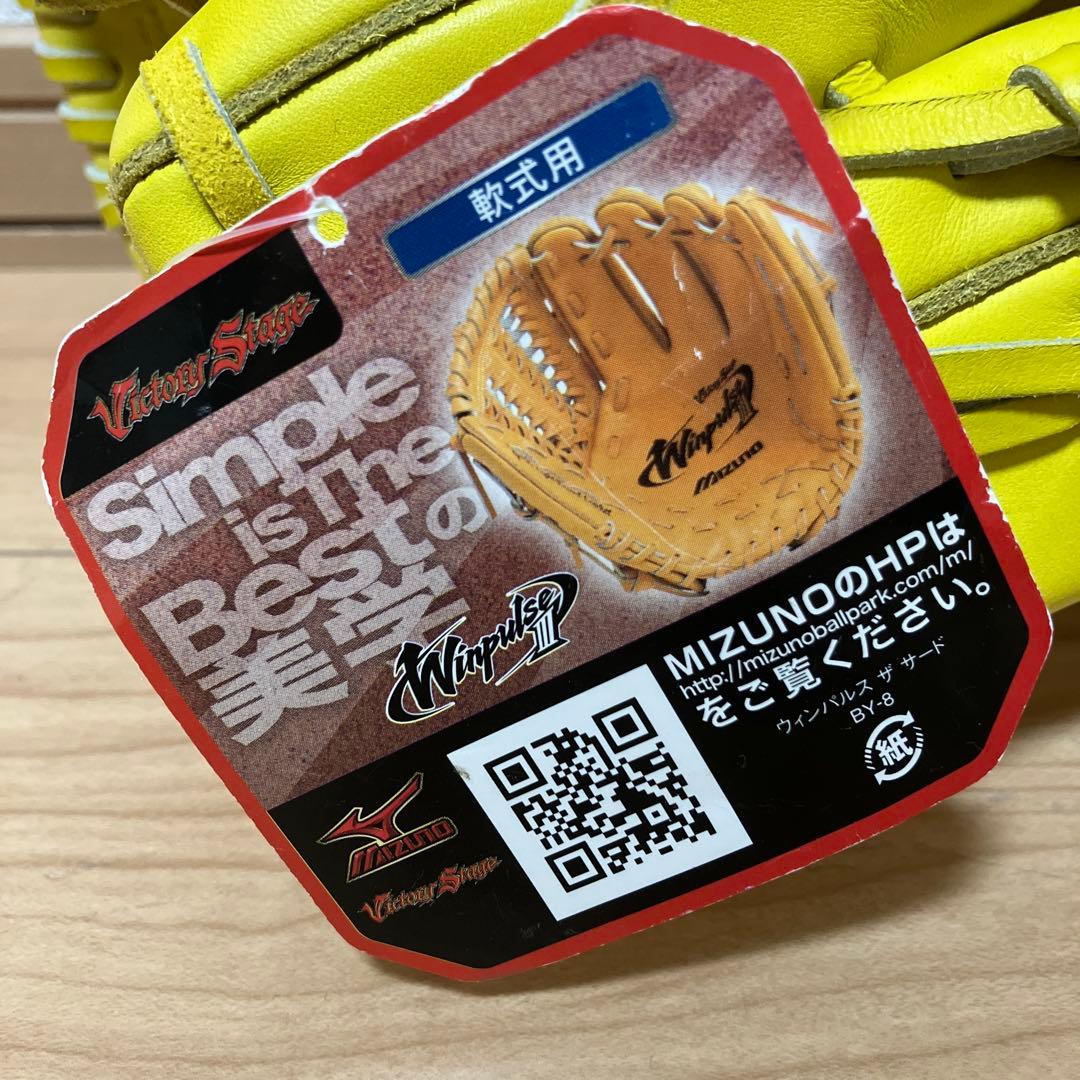 軟式用
Victory Stage
Simple
is The
Bestの
美学
Winpulse III
MIZUNO
Winpulse III
MIZUNOのHPは
http://mizunoballpark.com/m/
をご覧ください。
ウィンパルス ザ サード
BY-8
紙
MIZUNO
Victory Stage